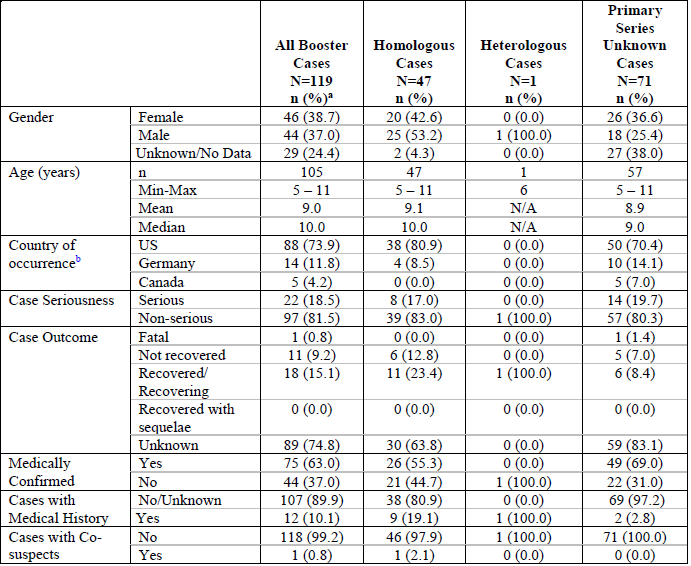 All Booster Cases N=119 n (%)a | Homologous Cases N=47 n (%) | Heterologous Cases N=1 n (%) | Primary Series Unknown Cases N=71 n (%)
Gender | Female | 46 (38.7) | 20 (42.6) | 0 (0.0) | 26 (36.6)
Male | 44 (37.0) | 25 (53.2) | 1 (100.0) | 18 (25.4)
Unknown/No Data | 29 (24.4) | 2 (4.3) | 0 (0.0) | 27 (38.0)
Age (years) | n | 105 | 47 | 1 | 57
Min-Max | 5 – 11 | 5 – 11 | 6 | 5 – 11
Mean | 9.0 | 9.1 | N/A | 8.9
Median | 10.0 | 10.0 | N/A | 9.0
Country of occurrenceb | US | 88 (73.9) | 38 (80.9) | 0 (0.0) | 50 (70.4)
Germany | 14 (11.8) | 4 (8.5) | 0 (0.0) | 10 (14.1)
Canada | 5 (4.2) | 0 (0.0) | 0 (0.0) | 5 (7.0)
Case Seriousness | Serious | 22 (18.5) | 8 (17.0) | 0 (0.0) | 14 (19.7)
Non-serious | 97 (81.5) | 39 (83.0) | 1 (100.0) | 57 (80.3)
Case Outcome | Fatal | 1 (0.8) | 0 (0.0) | 0 (0.0) | 1 (1.4)
Not recovered | 11 (9.2) | 6 (12.8) | 0 (0.0) | 5 (7.0)
Recovered/ Recovering | 18 (15.1) | 11 (23.4) | 1 (100.0) | 6 (8.4)
Recovered with sequelae | 0 (0.0) | 0 (0.0) | 0 (0.0) | 0 (0.0)
Unknown | 89 (74.8) | 30 (63.8) | 0 (0.0) | 59 (83.1)
Medically Confirmed | Yes | 75 (63.0) | 26 (55.3) | 0 (0.0) | 49 (69.0)
No | 44 (37.0) | 21 (44.7) | 1 (100.0) | 22 (31.0)
Cases with Medical History | No/Unknown | 107 (89.9) | 38 (80.9) | 0 (0.0) | 69 (97.2)
Yes | 12 (10.1) | 9 (19.1) | 1 (100.0) | 2 (2.8)
Cases with Co-suspects | No | 118 (99.2) | 46 (97.9) | 1 (100.0) | 71 (100.0)
Yes | 1 (0.8) | 1 (2.1) | 0 (0.0) | 0 (0.0)